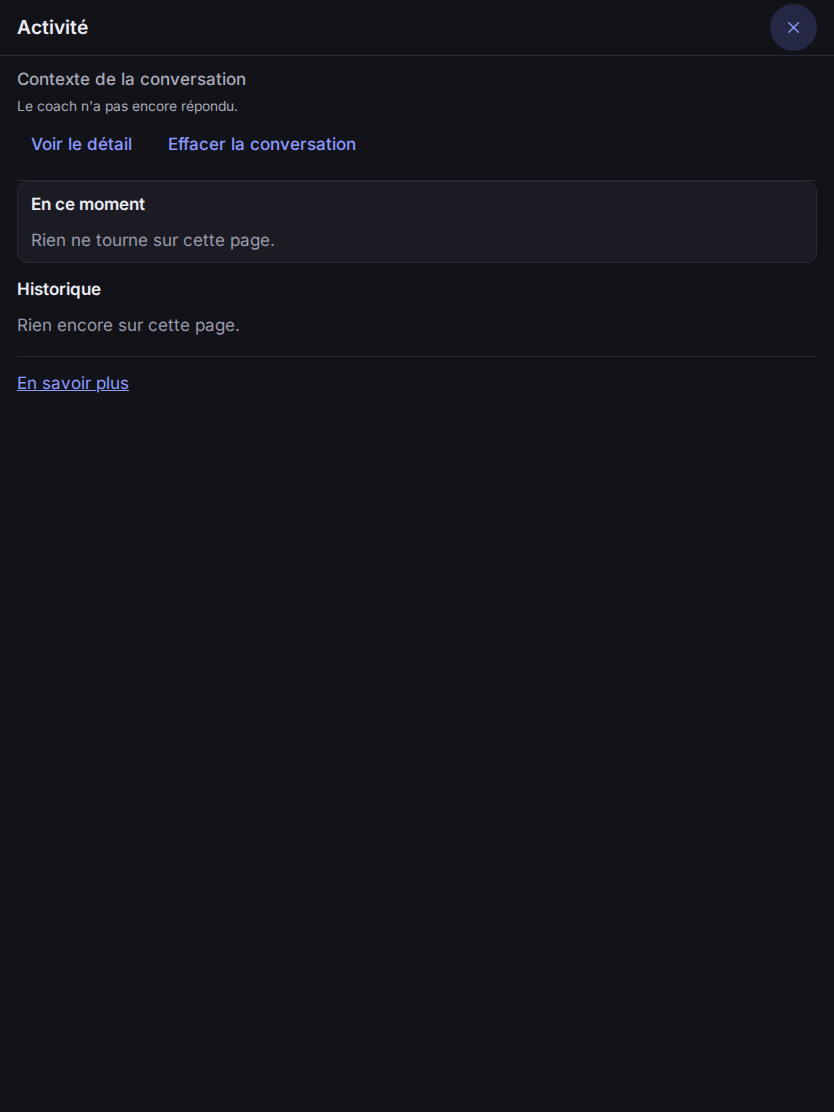 Activité
Contexte de la conversation
Le coach n'a pas encore répondu.
Voir le détail Effacer la conversation
En ce moment
Rien ne tourne sur cette page.
Historique
Rien encore sur cette page.
En savoir plus